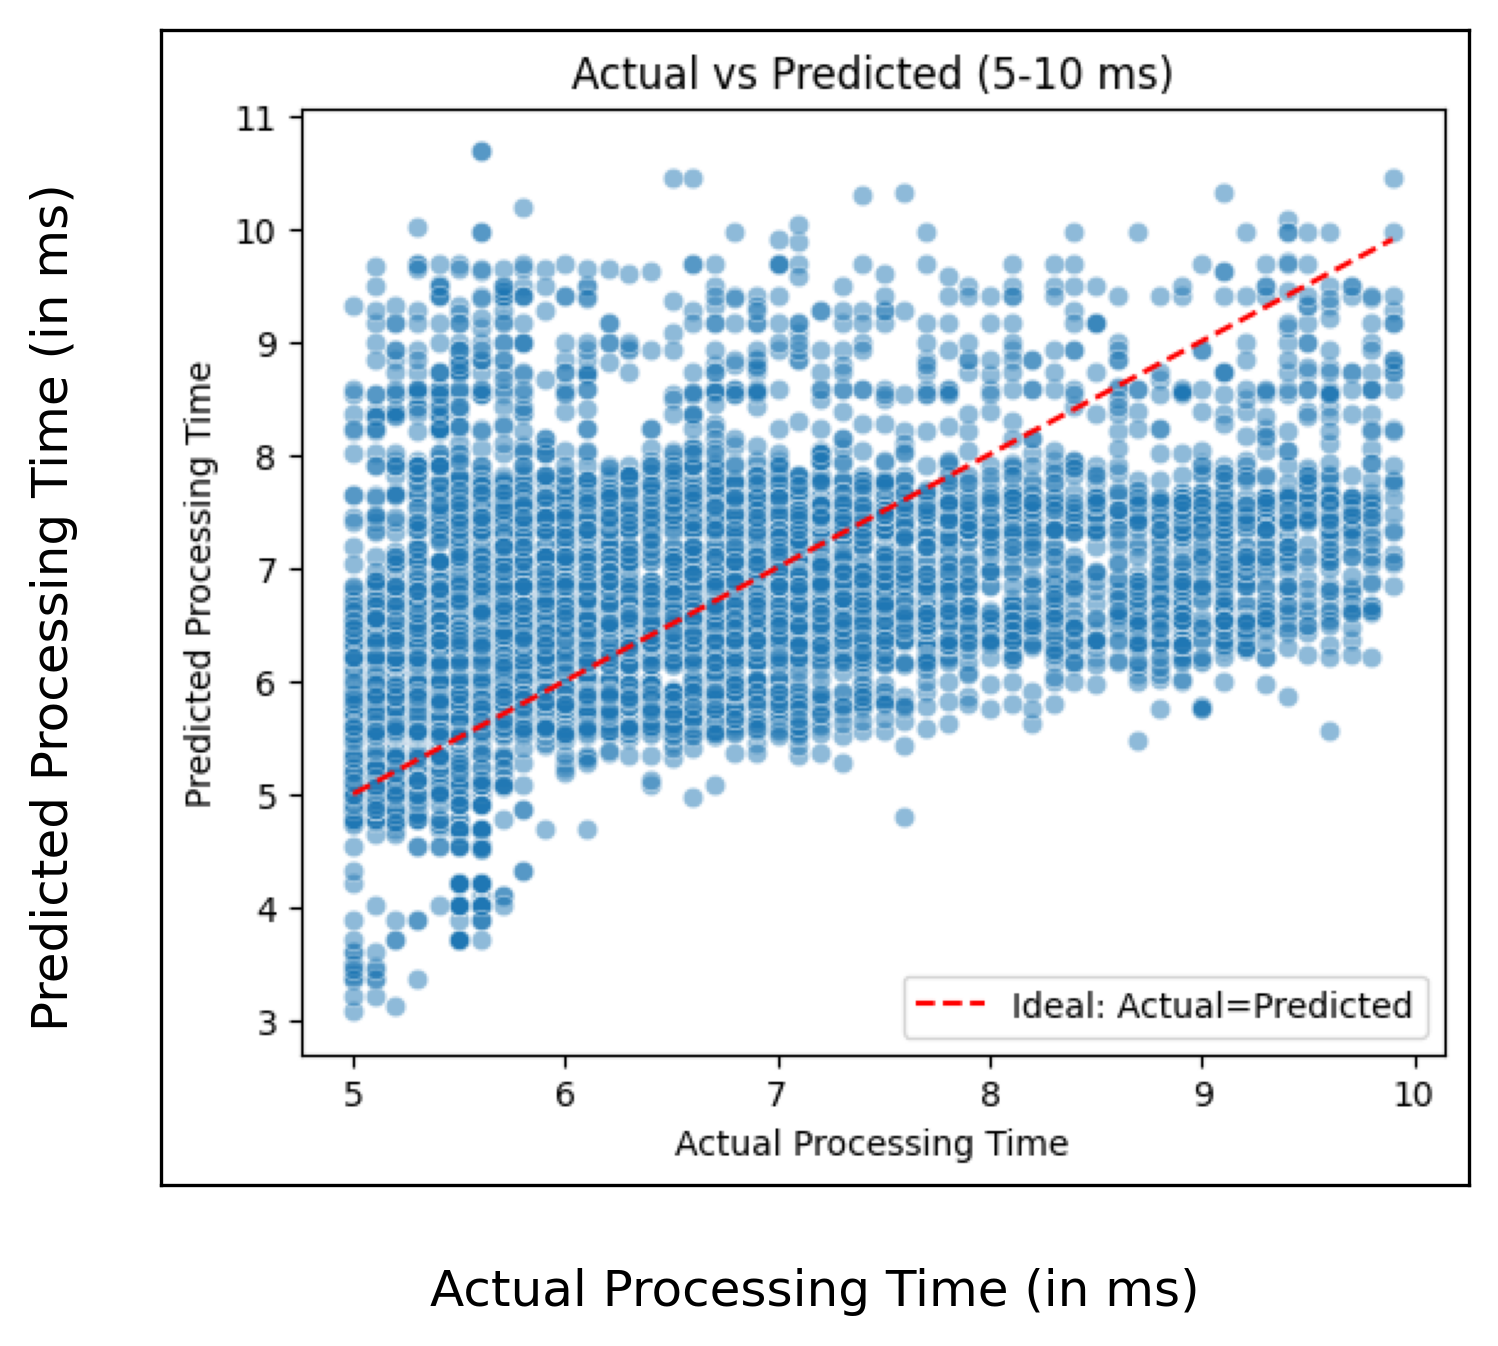 Actual vs Predicted (5-10 ms)
Predicted Processing Time (in ms)
Predicted Processing Time
11
10
9
8
7
6
5
4
3
Ideal: Actual=Predicted
5 6 7 8 9 10
Actual Processing Time
Actual Processing Time (in ms)